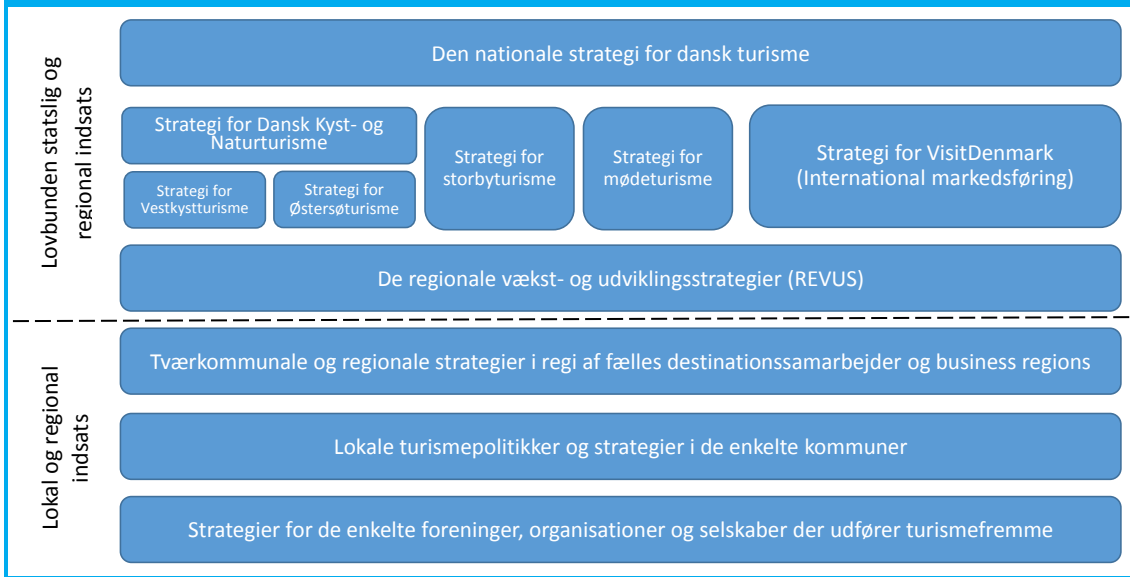 Lovbunden statslig og
regional indsats
Den nationale strategi for dansk turisme
Strategi for Dansk Kyst- og
Naturturisme
Strategi for
Vestkystturisme
Strategi for
Østersøturisme
Strategi for
storbyturisme
Strategi for
mødeturisme
Strategi for VisitDenmark
(International markedsføring)
De regionale vækst- og udviklingsstrategier (REVUS)
Lokal og regional
indsats
Tværkommunale og regionale strategier i regi af fælles destinationssamarbejder og business regions
Lokale turismepolitikker og strategier i de enkelte kommuner
Strategier for de enkelte foreninger, organisationer og selskaber der udfører turismefremme